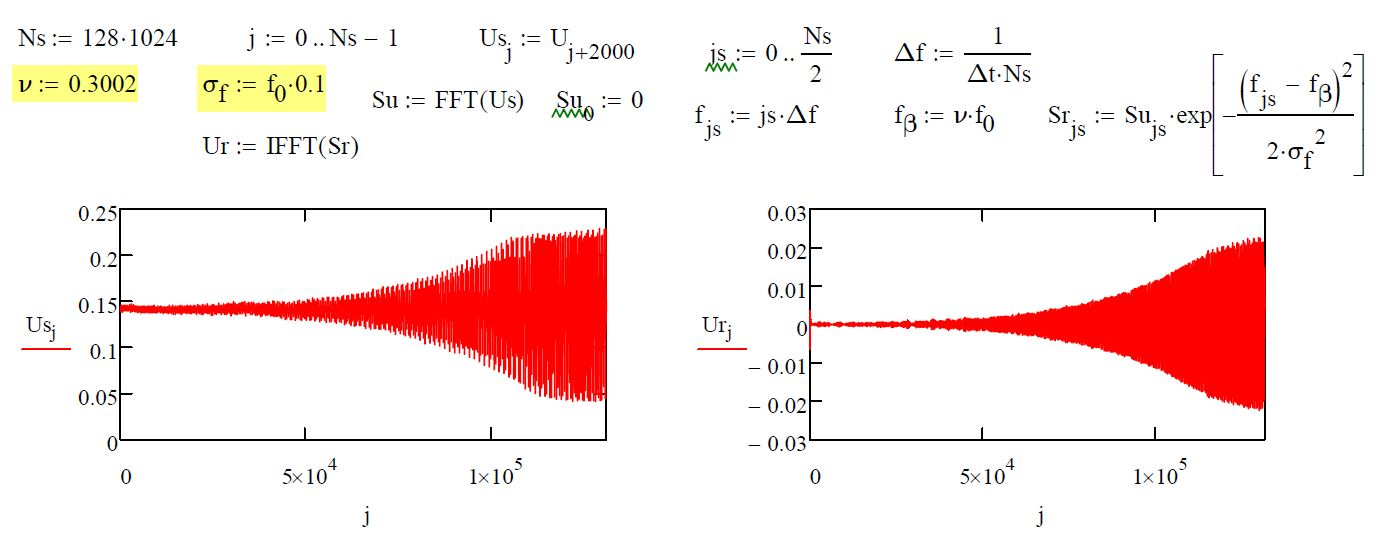 Ns := 128·1024   j := 0 .. Ns − 1   Us_j := U_{j+2000}   js := 0 .. Ns/2   Δf := 1/(Δt·Ns)
ν := 0.3002   σ_f := f_0·0.1   Su := FFT(Us)   Su_0 := 0   f_js := js·Δf   f_β := ν·f_0   Sr_js := Su_js·exp[−(f_js − f_β)^2/(2·σ_f^2)]
Ur := IFFT(Sr)
0.25
0.2
0.15
0.1
0.05
0
Us_j
0   5×10^4   1×10^5
j
0.03
0.02
0.01
0
− 0.01
− 0.02
− 0.03
Ur_j
0   5×10^4   1×10^5
j